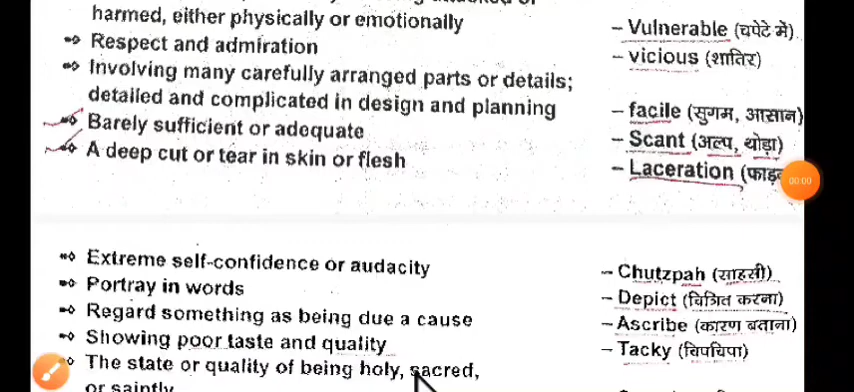 harmed, either physically or emotionally – Vulnerable (चपेटे में)
Respect and admiration – vicious (शातिर)
Involving many carefully arranged parts or details;
detailed and complicated in design and planning – facile (सुगम, आसान)
Barely sufficient or adequate – Scant (अल्प, थोड़ा)
A deep cut or tear in skin or flesh – Laceration
00:00
Extreme self-confidence or audacity – Chutzpah (साहसी)
Portray in words – Depict (चित्रित करना)
Regard something as being due a cause – Ascribe (कारण बताना)
Showing poor taste and quality – Tacky (चिपचिपा)
The state or quality of being holy, sacred,
or saintly